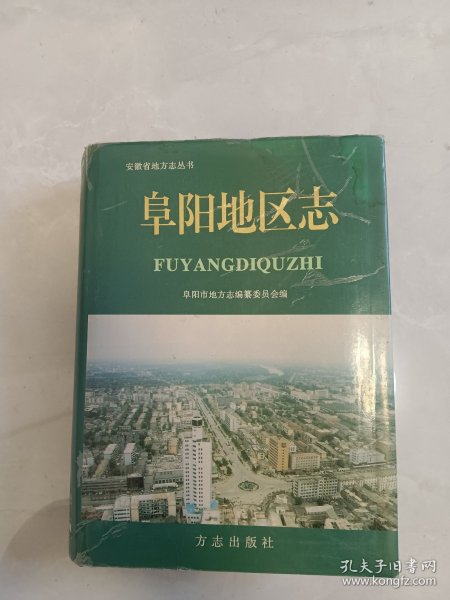 安徽省地方志丛书
阜阳地区志
FUYANGDIQUZHI
阜阳市地方志编纂委员会编
方志出版社
孔夫子旧书网
www.kongfz.com